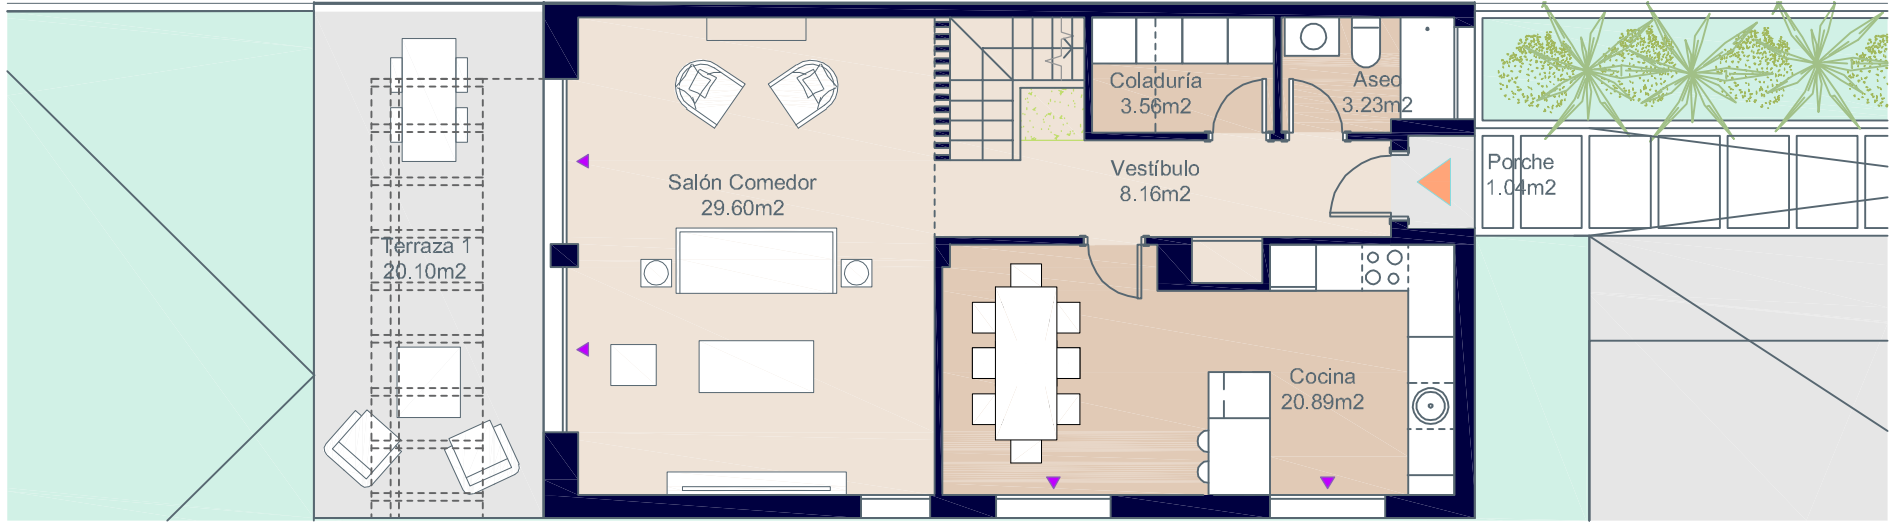 Coladuría
3.56m2
Aseo
3.23m2
Salón Comedor
29.60m2
Vestíbulo
8.16m2
Porche
1.04m2
Terraza 1
20.10m2
Cocina
20.89m2